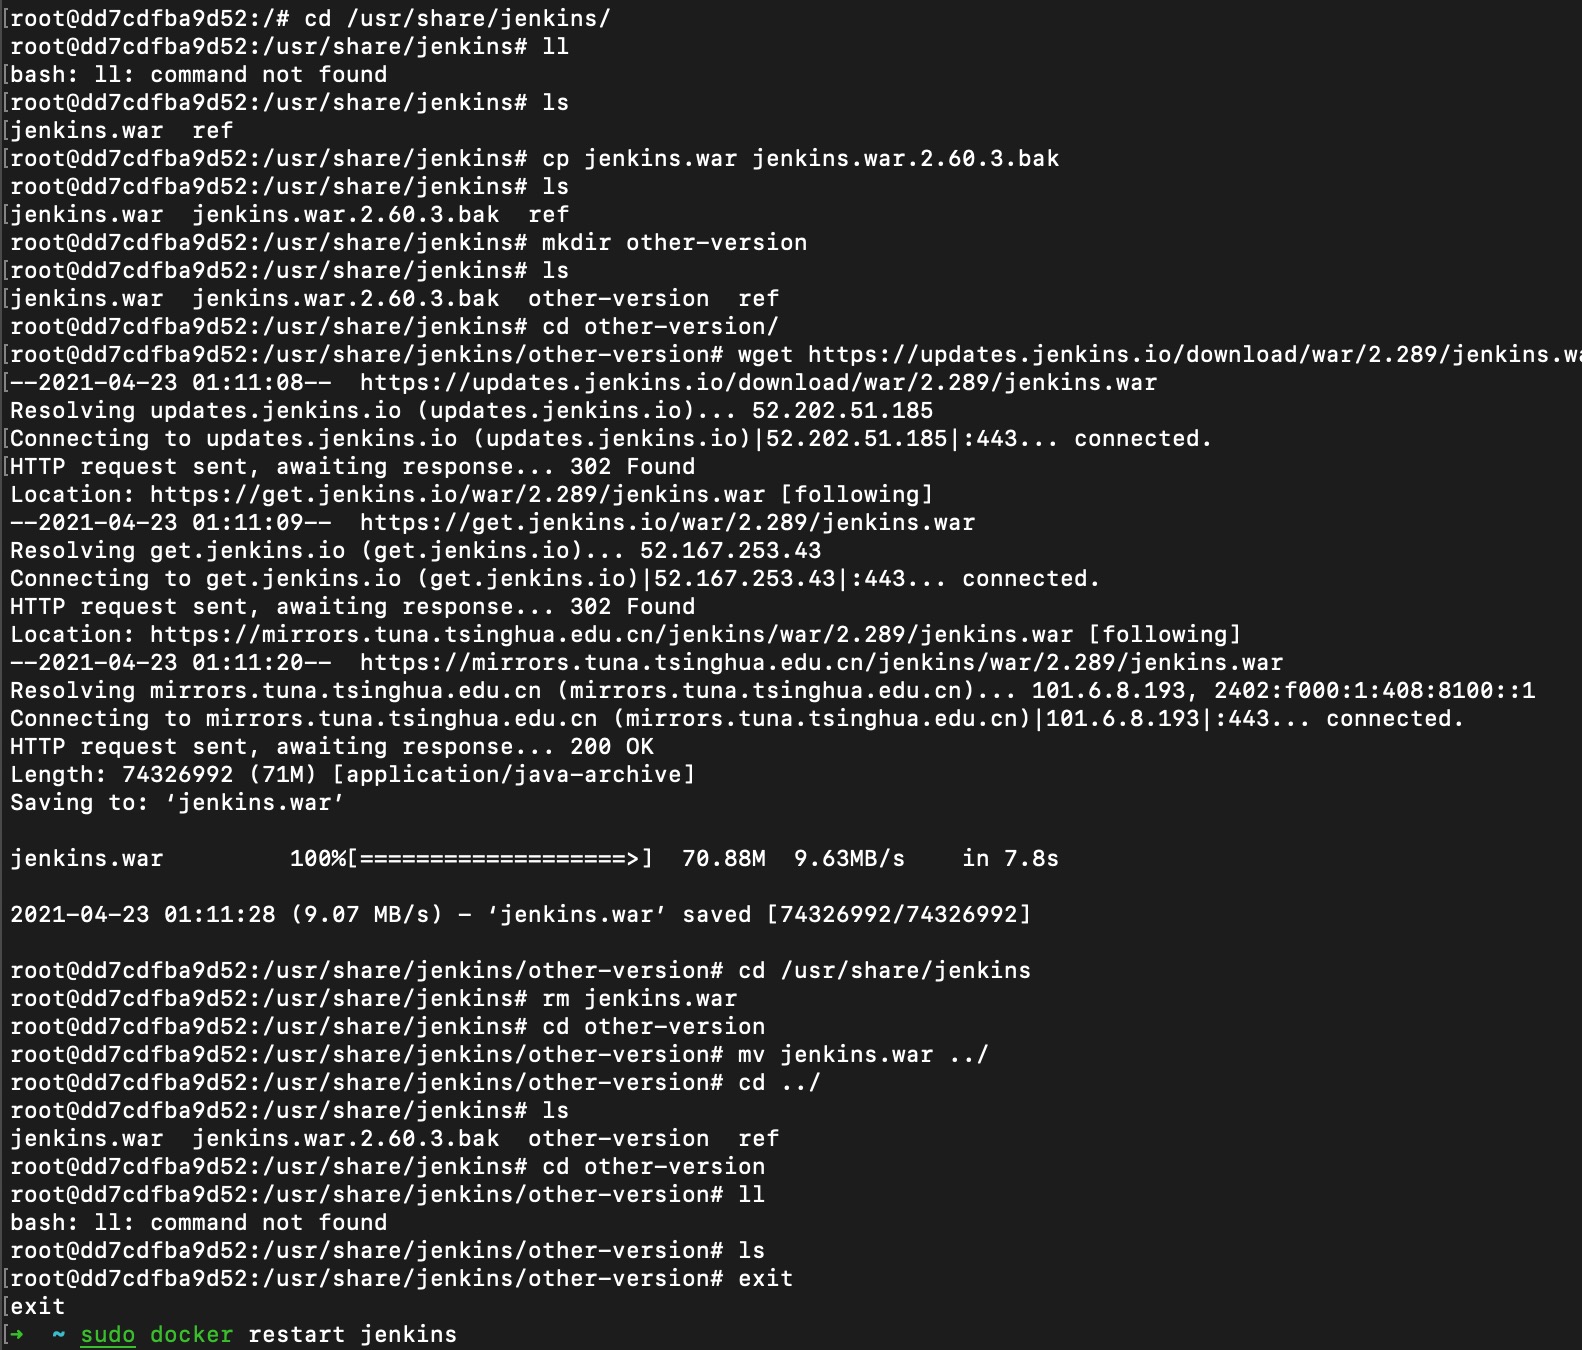 [root@dd7cdfba9d52:/# cd /usr/share/jenkins/
root@dd7cdfba9d52:/usr/share/jenkins# ll
[bash: ll: command not found
[root@dd7cdfba9d52:/usr/share/jenkins# ls
[jenkins.war  ref
[root@dd7cdfba9d52:/usr/share/jenkins# cp jenkins.war jenkins.war.2.60.3.bak
root@dd7cdfba9d52:/usr/share/jenkins# ls
[jenkins.war  jenkins.war.2.60.3.bak  ref
root@dd7cdfba9d52:/usr/share/jenkins# mkdir other-version
[root@dd7cdfba9d52:/usr/share/jenkins# ls
[jenkins.war  jenkins.war.2.60.3.bak  other-version  ref
root@dd7cdfba9d52:/usr/share/jenkins# cd other-version/
[root@dd7cdfba9d52:/usr/share/jenkins/other-version# wget https://updates.jenkins.io/download/war/2.289/jenkins.wa
[--2021-04-23 01:11:08--  https://updates.jenkins.io/download/war/2.289/jenkins.war
Resolving updates.jenkins.io (updates.jenkins.io)... 52.202.51.185
[Connecting to updates.jenkins.io (updates.jenkins.io)|52.202.51.185|:443... connected.
[HTTP request sent, awaiting response... 302 Found
Location: https://get.jenkins.io/war/2.289/jenkins.war [following]
--2021-04-23 01:11:09--  https://get.jenkins.io/war/2.289/jenkins.war
Resolving get.jenkins.io (get.jenkins.io)... 52.167.253.43
Connecting to get.jenkins.io (get.jenkins.io)|52.167.253.43|:443... connected.
HTTP request sent, awaiting response... 302 Found
Location: https://mirrors.tuna.tsinghua.edu.cn/jenkins/war/2.289/jenkins.war [following]
--2021-04-23 01:11:20--  https://mirrors.tuna.tsinghua.edu.cn/jenkins/war/2.289/jenkins.war
Resolving mirrors.tuna.tsinghua.edu.cn (mirrors.tuna.tsinghua.edu.cn)... 101.6.8.193, 2402:f000:1:408:8100::1
Connecting to mirrors.tuna.tsinghua.edu.cn (mirrors.tuna.tsinghua.edu.cn)|101.6.8.193|:443... connected.
HTTP request sent, awaiting response... 200 OK
Length: 74326992 (71M) [application/java-archive]
Saving to: ‘jenkins.war’
jenkins.war         100%[===================>]  70.88M  9.63MB/s    in 7.8s
2021-04-23 01:11:28 (9.07 MB/s) - ‘jenkins.war’ saved [74326992/74326992]
root@dd7cdfba9d52:/usr/share/jenkins/other-version# cd /usr/share/jenkins
root@dd7cdfba9d52:/usr/share/jenkins# rm jenkins.war
root@dd7cdfba9d52:/usr/share/jenkins# cd other-version
root@dd7cdfba9d52:/usr/share/jenkins/other-version# mv jenkins.war ../
root@dd7cdfba9d52:/usr/share/jenkins/other-version# cd ../
root@dd7cdfba9d52:/usr/share/jenkins# ls
jenkins.war  jenkins.war.2.60.3.bak  other-version  ref
root@dd7cdfba9d52:/usr/share/jenkins# cd other-version
root@dd7cdfba9d52:/usr/share/jenkins/other-version# ll
bash: ll: command not found
root@dd7cdfba9d52:/usr/share/jenkins/other-version# ls
[root@dd7cdfba9d52:/usr/share/jenkins/other-version# exit
[exit
[➜  ~ sudo docker restart jenkins